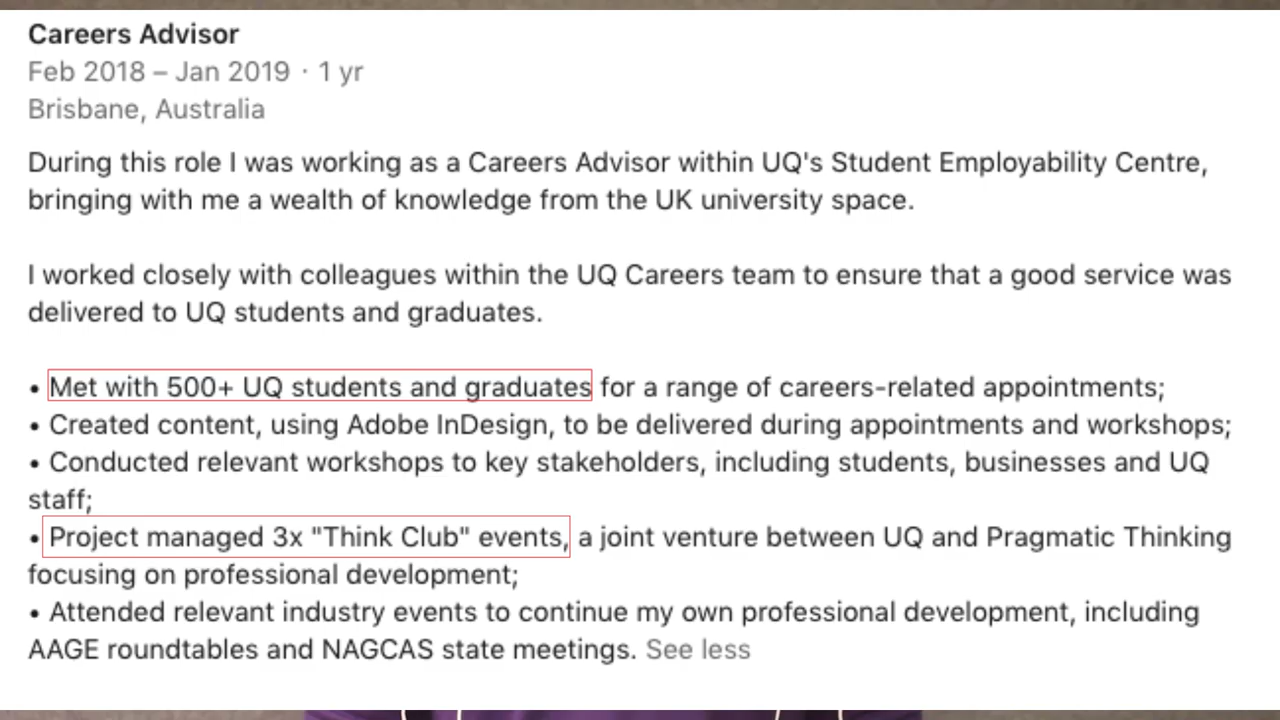 Careers Advisor
Feb 2018 – Jan 2019 · 1 yr
Brisbane, Australia
During this role I was working as a Careers Advisor within UQ's Student Employability Centre,
bringing with me a wealth of knowledge from the UK university space.
I worked closely with colleagues within the UQ Careers team to ensure that a good service was
delivered to UQ students and graduates.
• Met with 500+ UQ students and graduates for a range of careers-related appointments;
• Created content, using Adobe InDesign, to be delivered during appointments and workshops;
• Conducted relevant workshops to key stakeholders, including students, businesses and UQ
staff;
• Project managed 3x "Think Club" events, a joint venture between UQ and Pragmatic Thinking
focusing on professional development;
• Attended relevant industry events to continue my own professional development, including
AAGE roundtables and NAGCAS state meetings. See less